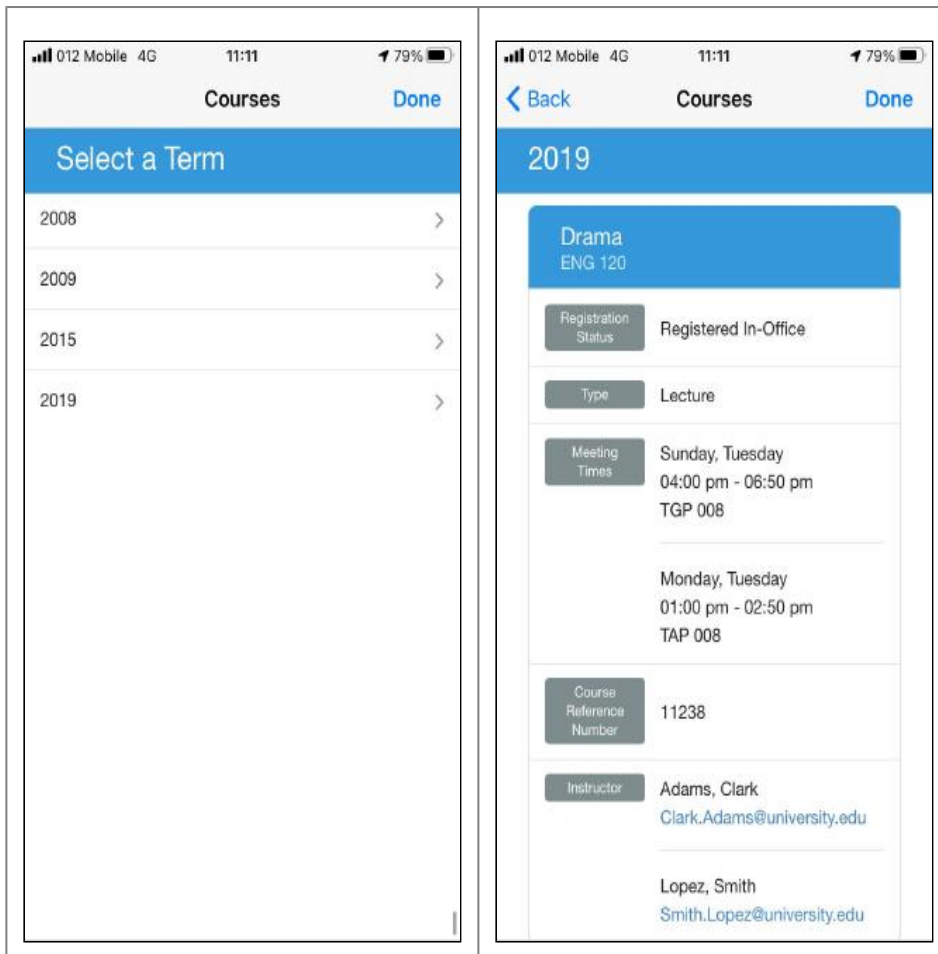 012 Mobile 4G 11:11 79%
Courses Done
Select a Term
2008
2009
2015
2019
012 Mobile 4G 11:11 79%
Back Courses Done
2019
Drama
ENG 120
Registration
Status
Registered In-Office
Type
Lecture
Meeting
Times
Sunday, Tuesday
04:00 pm - 06:50 pm
TGP 008
Monday, Tuesday
01:00 pm - 02:50 pm
TAP 008
Course
Reference
Number
11238
Instructor
Adams, Clark
Clark.Adams@university.edu
Lopez, Smith
Smith.Lopez@university.edu